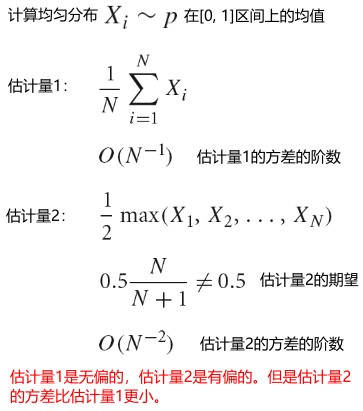 计算均匀分布 X_i ∼ p 在[0, 1]区间上的均值
估计量1： \frac{1}{N} \sum_{i=1}^{N} X_i
O(N^{-1}) 估计量1的方差的阶数
估计量2： \frac{1}{2} max(X_1, X_2, . . . , X_N)
0.5 \frac{N}{N + 1} ≠ 0.5 估计量2的期望
O(N^{-2}) 估计量2的方差的阶数
估计量1是无偏的，估计量2是有偏的。但是估计量2
的方差比估计量1更小。